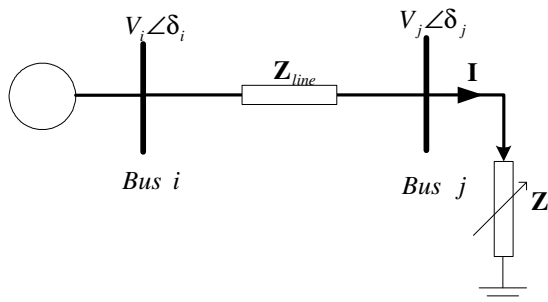 V_i∠δ_i
V_j∠δ_j
Z_line
I
Bus i
Bus j
Z